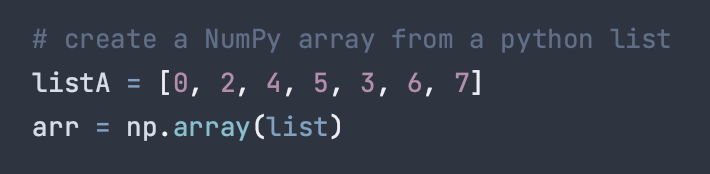 # create a NumPy array from a python list
listA = [0, 2, 4, 5, 3, 6, 7]
arr = np.array(list)